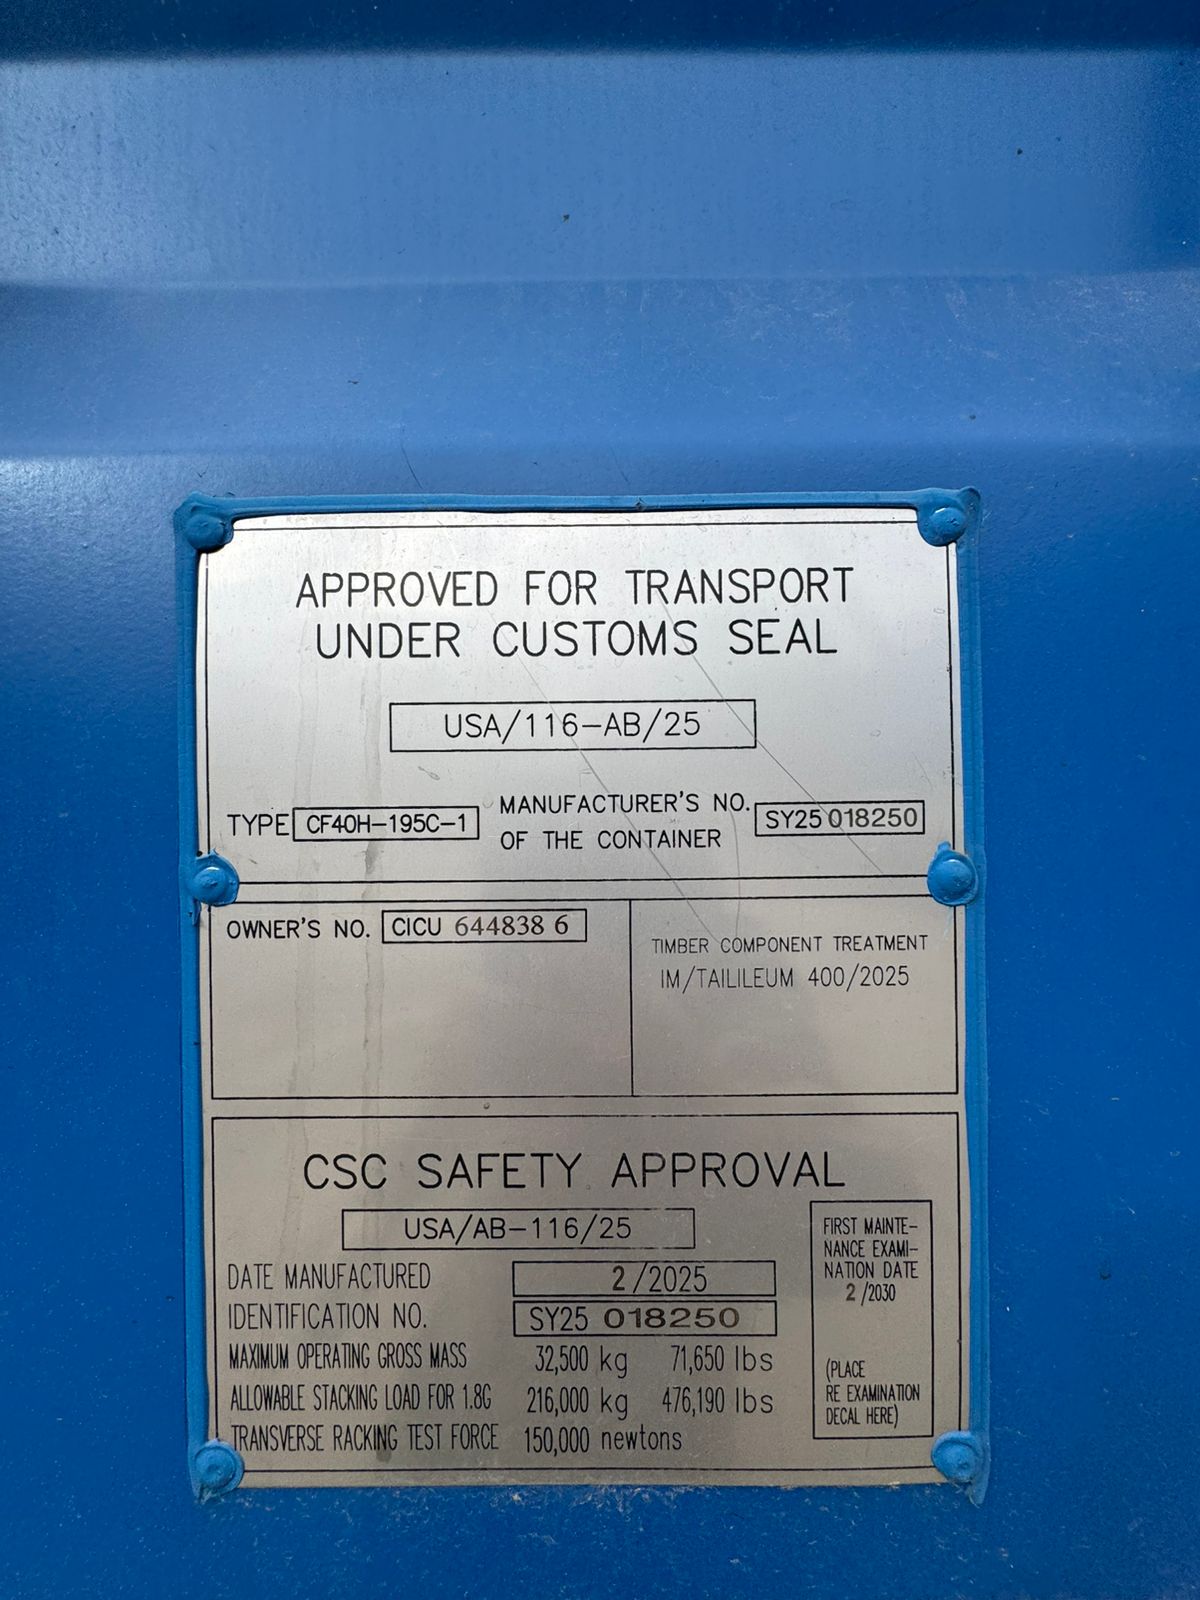 APPROVED FOR TRANSPORT
UNDER CUSTOMS SEAL
USA/116-AB/25
TYPE CF40H-195C-1
MANUFACTURER'S NO.
OF THE CONTAINER
SY25 018250
OWNER'S NO. CICU 644838 6
TIMBER COMPONENT TREATMENT
IM/TAILILEUM 400/2025
CSC SAFETY APPROVAL
USA/AB-116/25
DATE MANUFACTURED 2/2025
IDENTIFICATION NO. SY25 018250
MAXIMUM OPERATING GROSS MASS 32,500 kg 71,650 lbs
ALLOWABLE STACKING LOAD FOR 1.8G 216,000 kg 476,190 lbs
TRANSVERSE RACKING TEST FORCE 150,000 newtons
FIRST MAINTE-
NANCE EXAMI-
NATION DATE
2/2030
(PLACE
RE EXAMINATION
DECAL HERE)